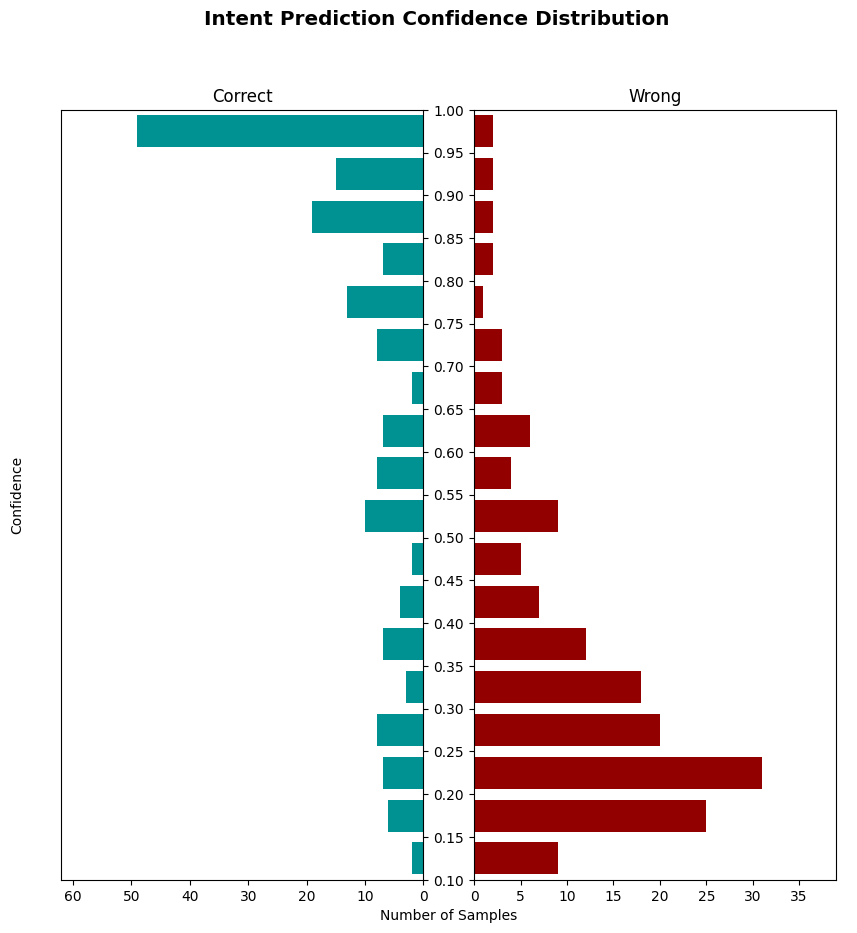 Intent Prediction Confidence Distribution
Correct
Wrong
Confidence
1.00
0.95
0.90
0.85
0.80
0.75
0.70
0.65
0.60
0.55
0.50
0.45
0.40
0.35
0.30
0.25
0.20
0.15
0.10
60 50 40 30 20 10 0
0 5 10 15 20 25 30 35
Number of Samples